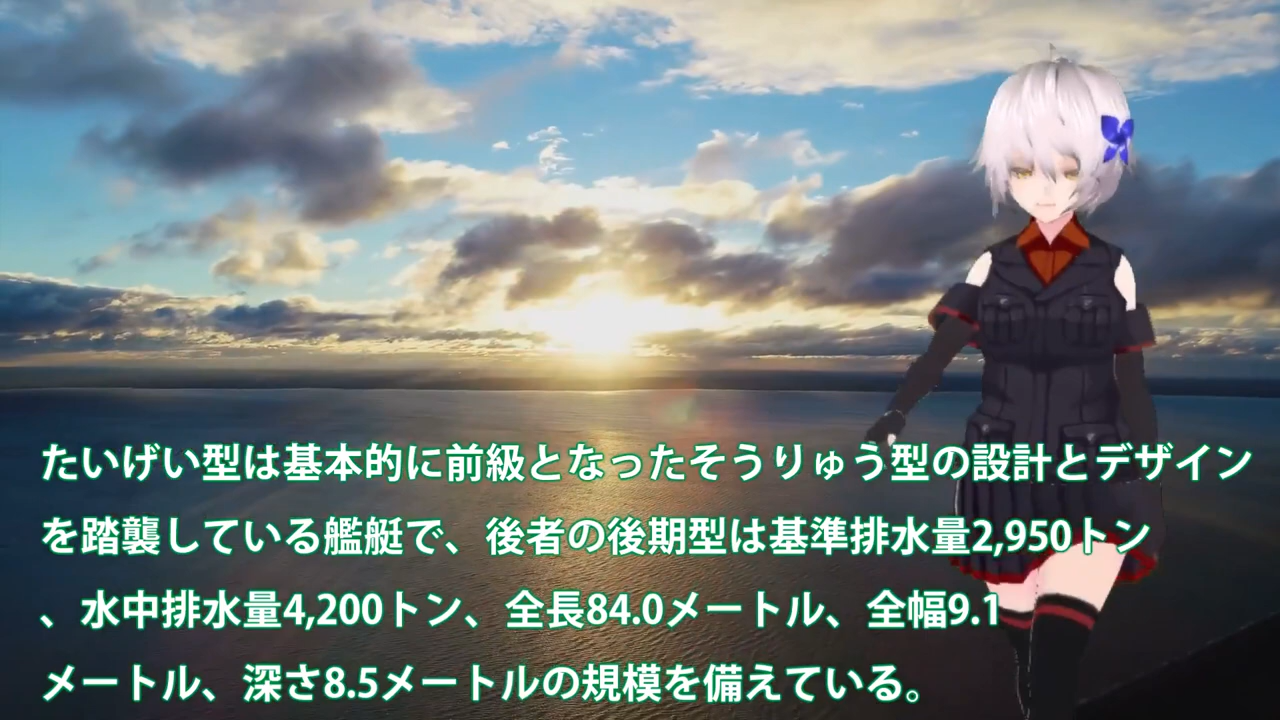 たいげい型は基本的に前級となったそうりゅう型の設計とデザイン
を踏襲している艦艇で、後者の後期型は基準排水量2,950トン
、水中排水量4,200トン、全長84.0メートル、全幅9.1
メートル、深さ8.5メートルの規模を備えている。